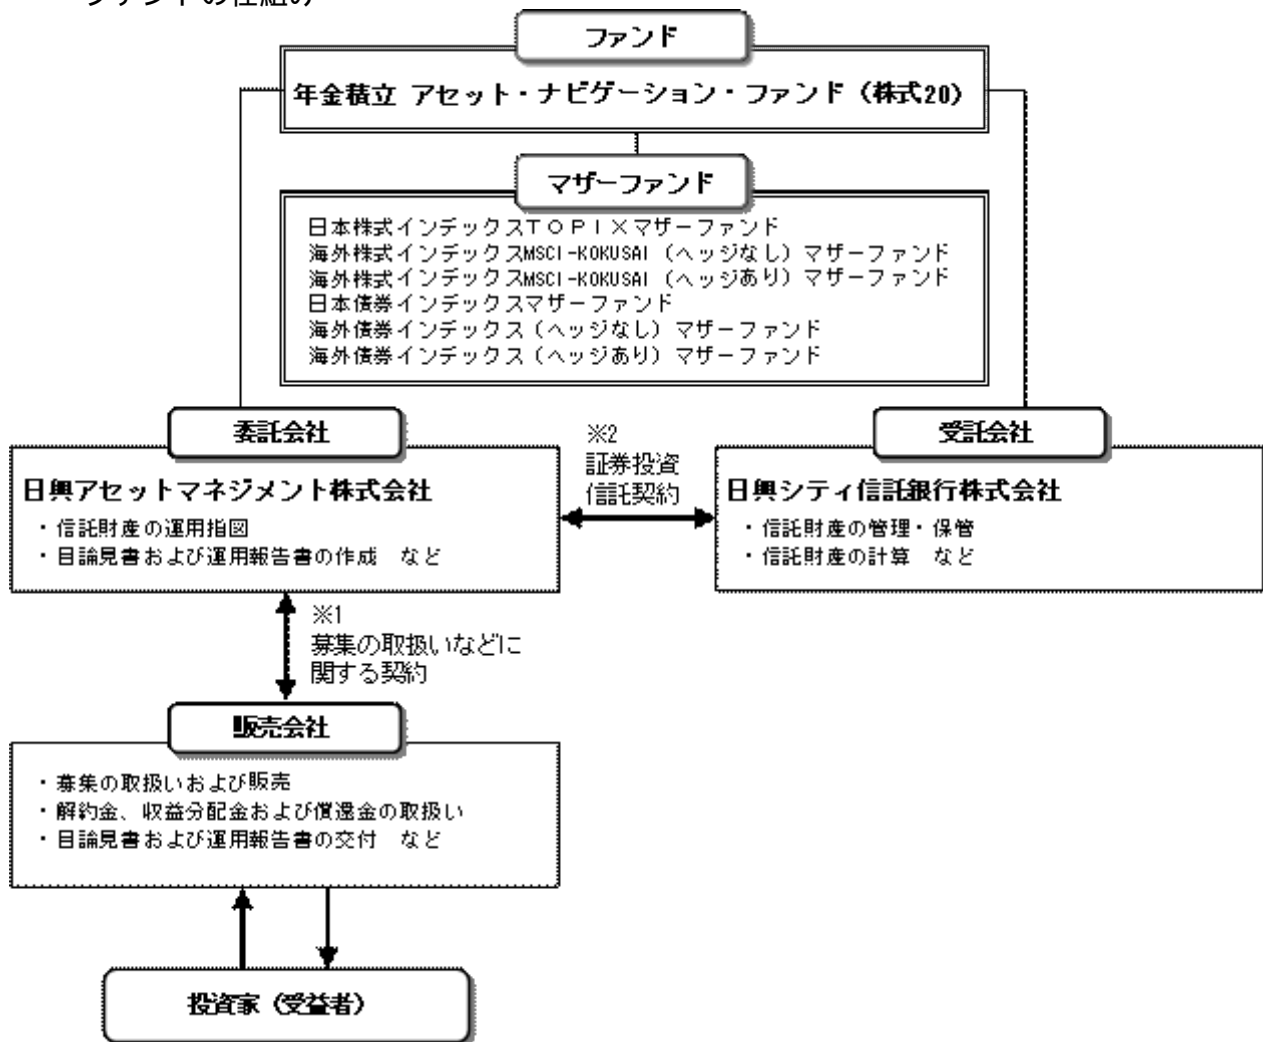 ファンドの仕組み
ファンド
年金積立 アセット・ナビゲーション・ファンド（株式20）
マザーファンド
日本株式インデックスＴＯＰＩＸマザーファンド
海外株式インデックスMSCI-KOKUSAI（ヘッジなし）マザーファンド
海外株式インデックスMSCI-KOKUSAI（ヘッジあり）マザーファンド
日本債券インデックスマザーファンド
海外債券インデックス（ヘッジなし）マザーファンド
海外債券インデックス（ヘッジあり）マザーファンド
委託会社
日興アセットマネジメント株式会社
・信託財産の運用指図
・目論見書および運用報告書の作成　など
※2
証券投資
信託契約
受託会社
日興シティ信託銀行株式会社
・信託財産の管理・保管
・信託財産の計算　など
※1
募集の取扱いなどに
関する契約
販売会社
・募集の取扱いおよび販売
・解約金、収益分配金および償還金の取扱い
・目論見書および運用報告書の交付　など
投資家（受益者）